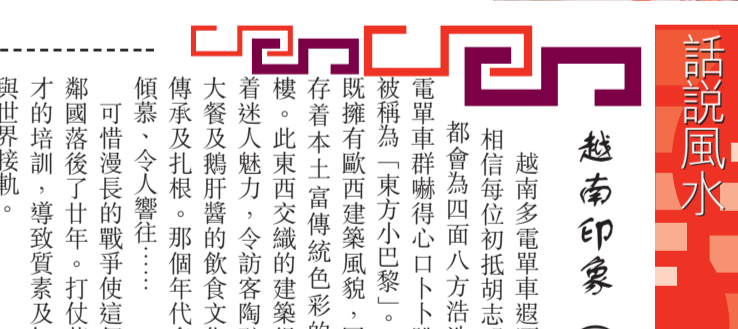 話説風水
越南印象
越南多電單車遐
相信每位初抵胡志
都會為四面八方浩
電單車群嚇得心口卜卜
被稱為「東方小巴黎」。
既擁有歐西建築風貌，
存着本土富傳統色彩的
樓。此東西交織的建築
着迷人魅力，令訪客陶
大餐及鵝肝醬的飲食文
傳承及扎根。那個年代
傾慕、令人響往……
可惜漫長的戰爭使這
鄰國落後了廿年。打仗
才的培訓，導致質素及
與世界接軌。